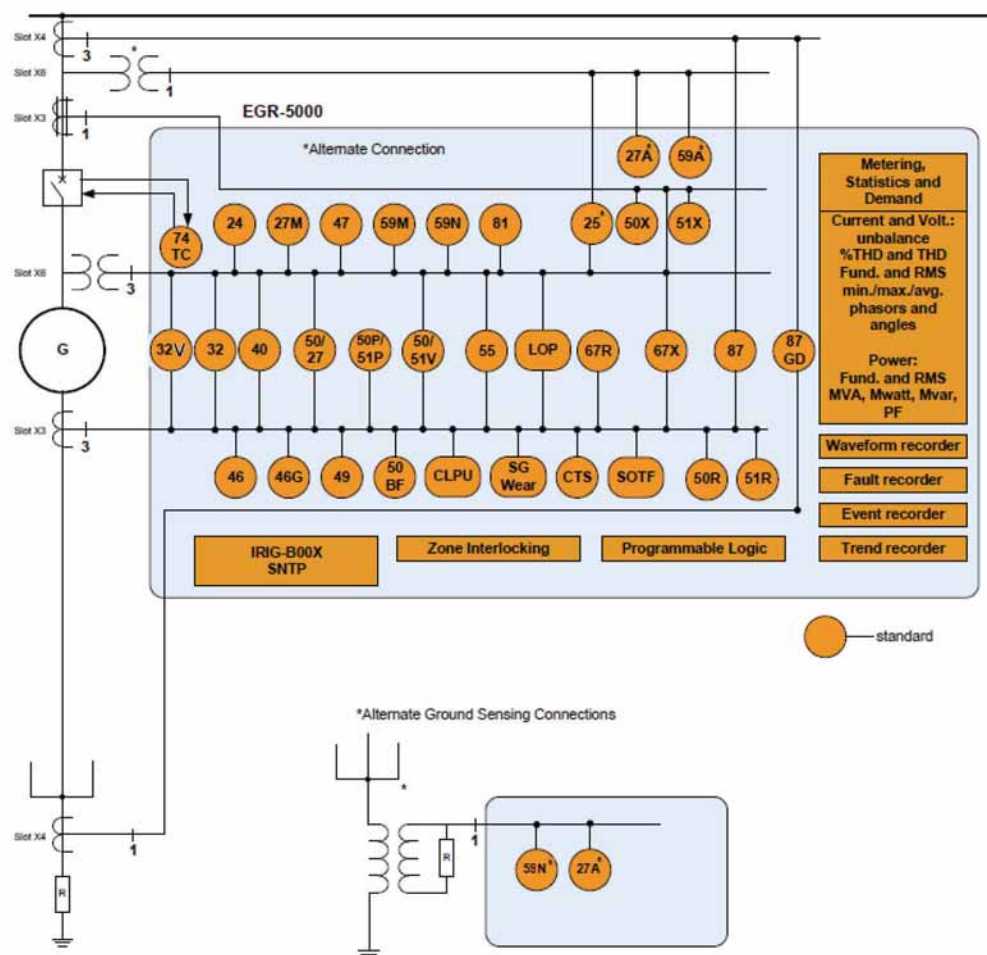 Slot X4
3
Slot X6
*
1
Slot X3
1
EGR-5000
*Alternate Connection
27A*
59A*
Metering,
Statistics and
Demand
Current and Volt.:
unbalance
%THD and THD
Fund. and RMS
min./max./avg.
phasors and
angles
Power:
Fund. and RMS
MVA, Mwatt, Mvar,
PF
74
TC
24
27M
47
59M
59N
81
25*
50X
51X
Slot X6
3
G
32V
32
40
50/
27
50P/
51P
50/
51V
55
LOP
67R
67X
87
87
GD
Slot X3
3
46
46G
49
50
BF
CLPU
SG
Wear
CTS
SOTF
50R
51R
Waveform recorder
Fault recorder
Event recorder
Trend recorder
IRIG-B00X
SNTP
Zone Interlocking
Programmable Logic
standard
*Alternate Ground Sensing Connections
*
Slot X4
1
R
R
1
59N*
27A*